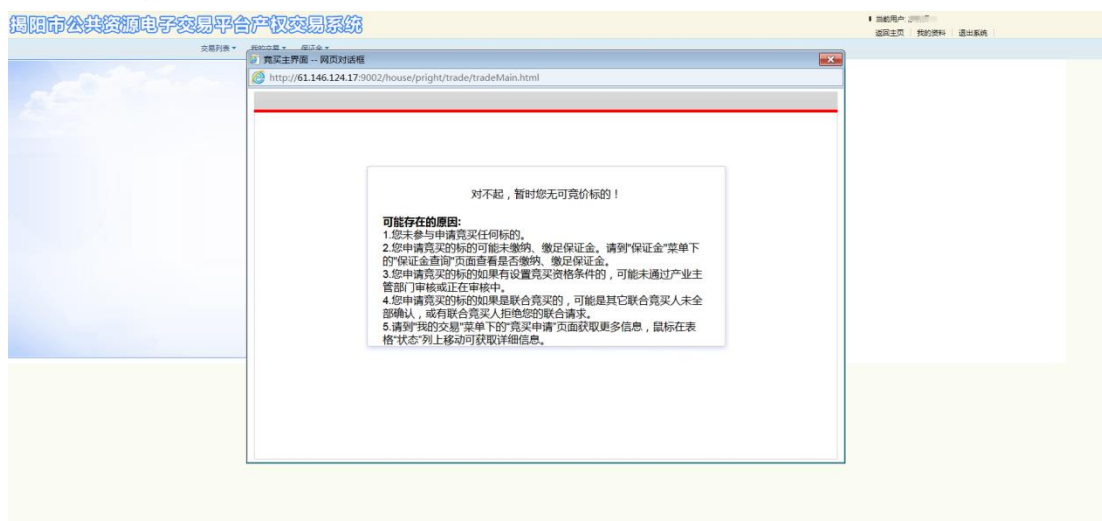 揭阳市公共资源电子交易平台产权交易系统
当前用户:
返回主页 我的资料 退出系统
交易列表 我的交易 保证金
竞买主界面 -- 网页对话框
http://61.146.124.17:9002/house/pright/trade/tradeMain.html
对不起，暂时您无可竞价标的！
可能存在的原因:
1.您未参与申请竞买任何标的。
2.您申请竞买的标的可能未缴纳、缴足保证金。请到"保证金"菜单下
的"保证金查询"页面查看是否缴纳、缴足保证金。
3.您申请竞买的标的如果有设置竞买资格条件的，可能未通过产业主
管部门审核或正在审核中。
4.您申请竞买的标的如果是联合竞买的，可能是其它联合竞买人未全
部确认，或有联合竞买人拒绝您的联合请求。
5.请到"我的交易"菜单下的"竞买申请"页面获取更多信息，鼠标在表
格"状态"列上移动可获取详细信息。